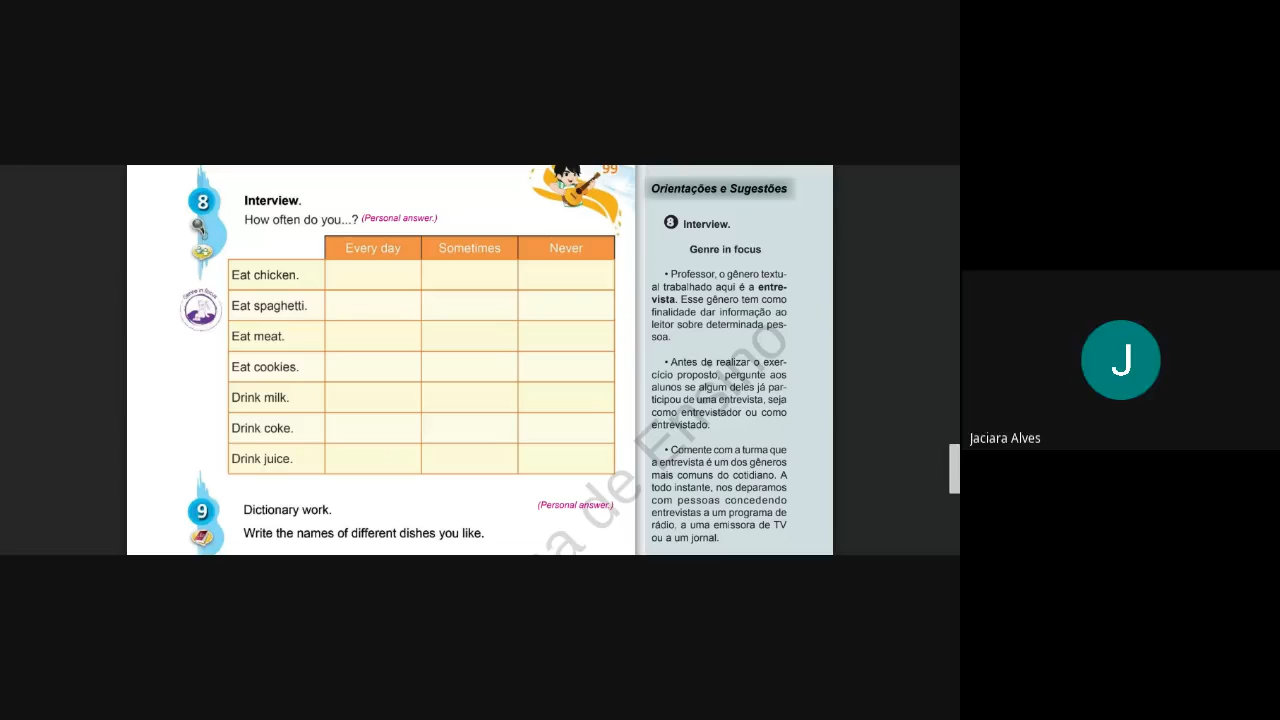 99
8
Interview.
How often do you...? (Personal answer.)
Every day Sometimes Never
Eat chicken.
Eat spaghetti.
Eat meat.
Eat cookies.
Drink milk.
Drink coke.
Drink juice.
Genre in focus
9
Dictionary work. (Personal answer.)
Write the names of different dishes you like.
Orientações e Sugestões
8 Interview.
Genre in focus
• Professor, o gênero textu-
al trabalhado aqui é a entre-
vista. Esse gênero tem como
finalidade dar informação ao
leitor sobre determinada pes-
soa.
• Antes de realizar o exer-
cício proposto, pergunte aos
alunos se algum deles já par-
ticipou de uma entrevista, seja
como entrevistador ou como
entrevistado.
• Comente com a turma que
a entrevista é um dos gêneros
mais comuns do cotidiano. A
todo instante, nos deparamos
com pessoas concedendo
entrevistas a um programa de
rádio, a uma emissora de TV
ou a um jornal.
de Ensino
J
Jaciara Alves